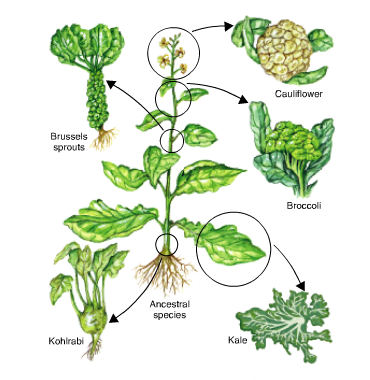 Cauliflower
Brussels
sprouts
Broccoli
Ancestral
species
Kohlrabi
Kale